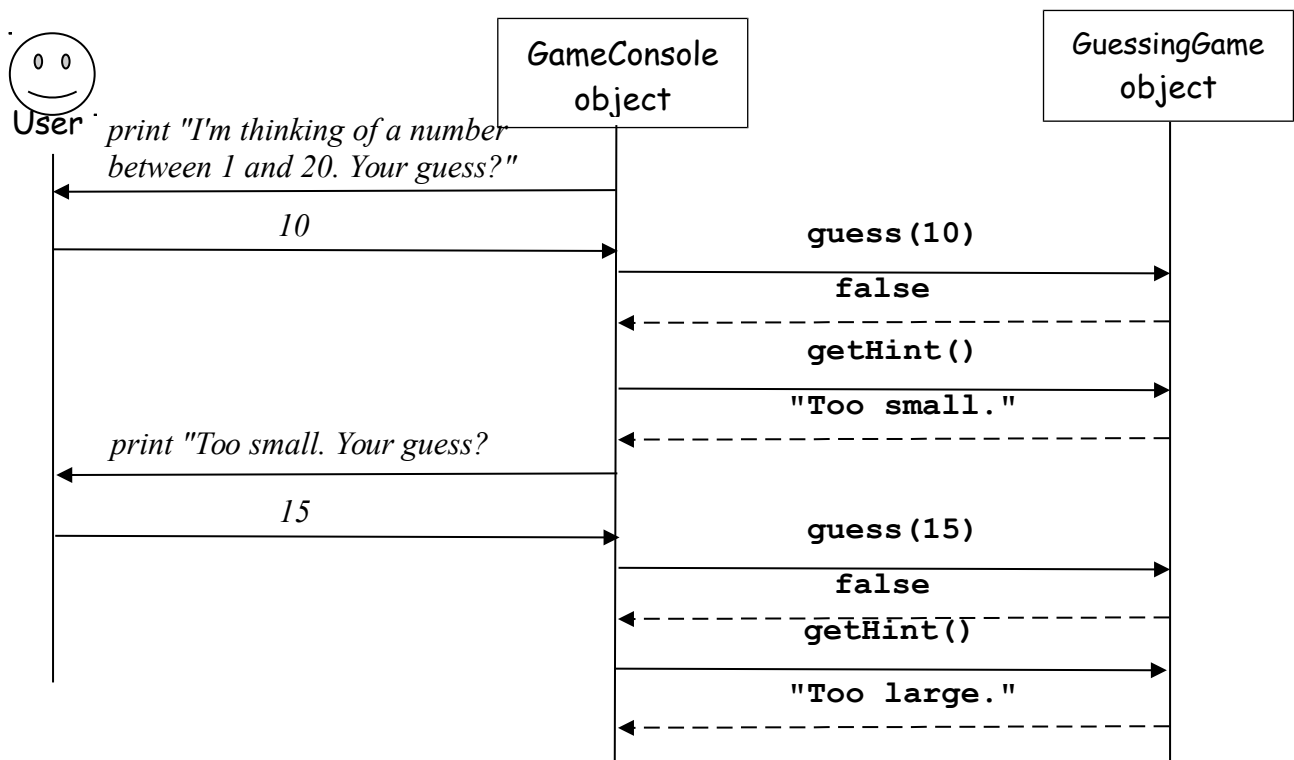 GameConsole
object
GuessingGame
object
User
print "I'm thinking of a number
between 1 and 20. Your guess?"
10
guess(10)
false
getHint()
"Too small."
print "Too small. Your guess?
15
guess(15)
false
getHint()
"Too large."